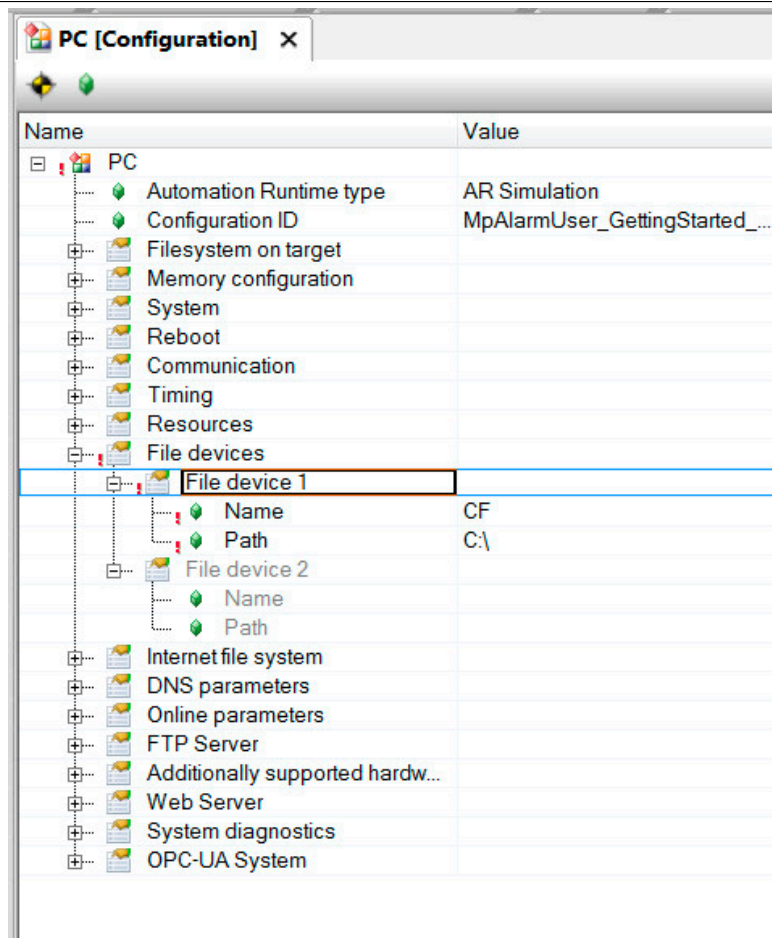 PC [Configuration] X
Name Value
PC
Automation Runtime type AR Simulation
Configuration ID MpAlarmUser_GettingStarted_...
Filesystem on target
Memory configuration
System
Reboot
Communication
Timing
Resources
File devices
File device 1
Name CF
Path C:\
File device 2
Name
Path
Internet file system
DNS parameters
Online parameters
FTP Server
Additionally supported hardw...
Web Server
System diagnostics
OPC-UA System